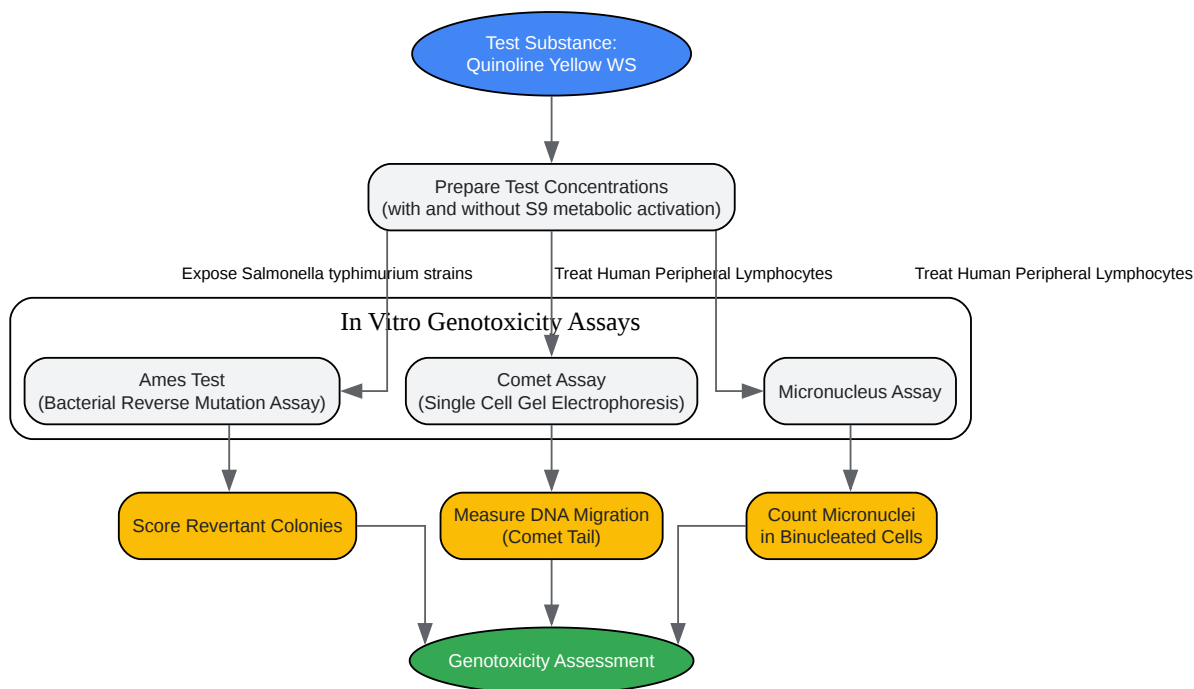 Test Substance:
Quinoline Yellow WS
Prepare Test Concentrations
(with and without S9 metabolic activation)
Expose Salmonella typhimurium strains
Treat Human Peripheral Lymphocytes
Treat Human Peripheral Lymphocytes
In Vitro Genotoxicity Assays
Ames Test
(Bacterial Reverse Mutation Assay)
Comet Assay
(Single Cell Gel Electrophoresis)
Micronucleus Assay
Score Revertant Colonies
Measure DNA Migration
(Comet Tail)
Count Micronuclei
in Binucleated Cells
Genotoxicity Assessment